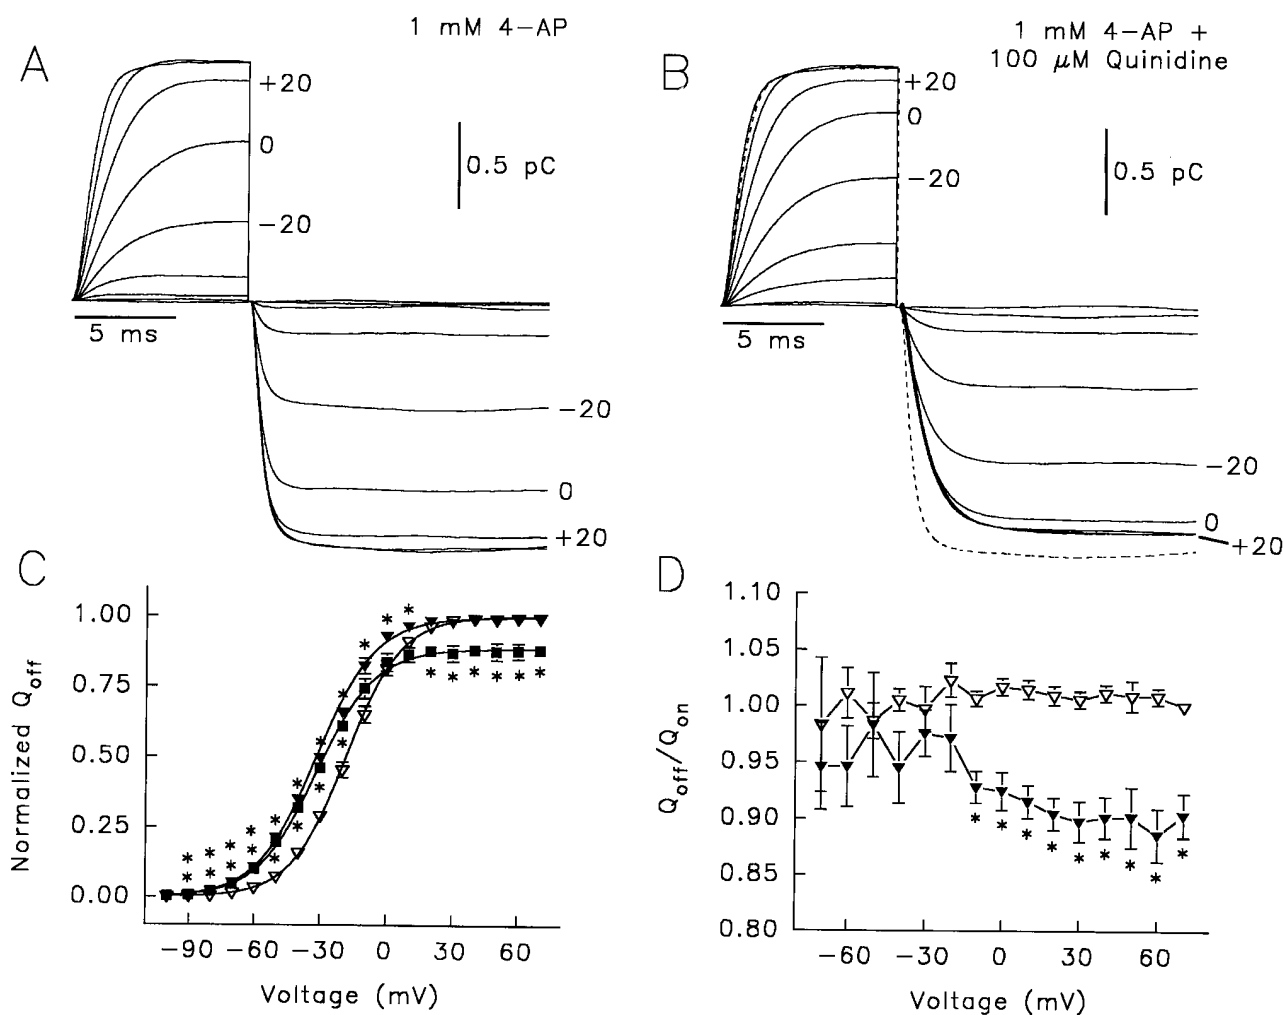 A
1 mM 4-AP
+20
0
-20
0.5 pC
5 ms
-20
0
+20
B
1 mM 4-AP +
100 μM Quinidine
+20
0
-20
0.5 pC
5 ms
-20
0
+20
C
Normalized Qoff
1.00
0.75
0.50
0.25
0.00
* * * * * * * * * *
* * * * * * * * * * * * * *
-90 -60 -30 0 30 60
Voltage (mV)
D
Qoff/Qon
1.10
1.05
1.00
0.95
0.90
0.85
0.80
* * * * * * * * *
-60 -30 0 30 60
Voltage (mV)